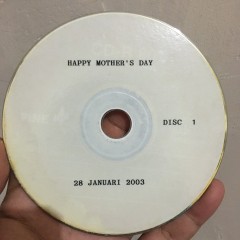 HAPPY MOTHER'S DAY
DISC 1
28 JANUARI 2003